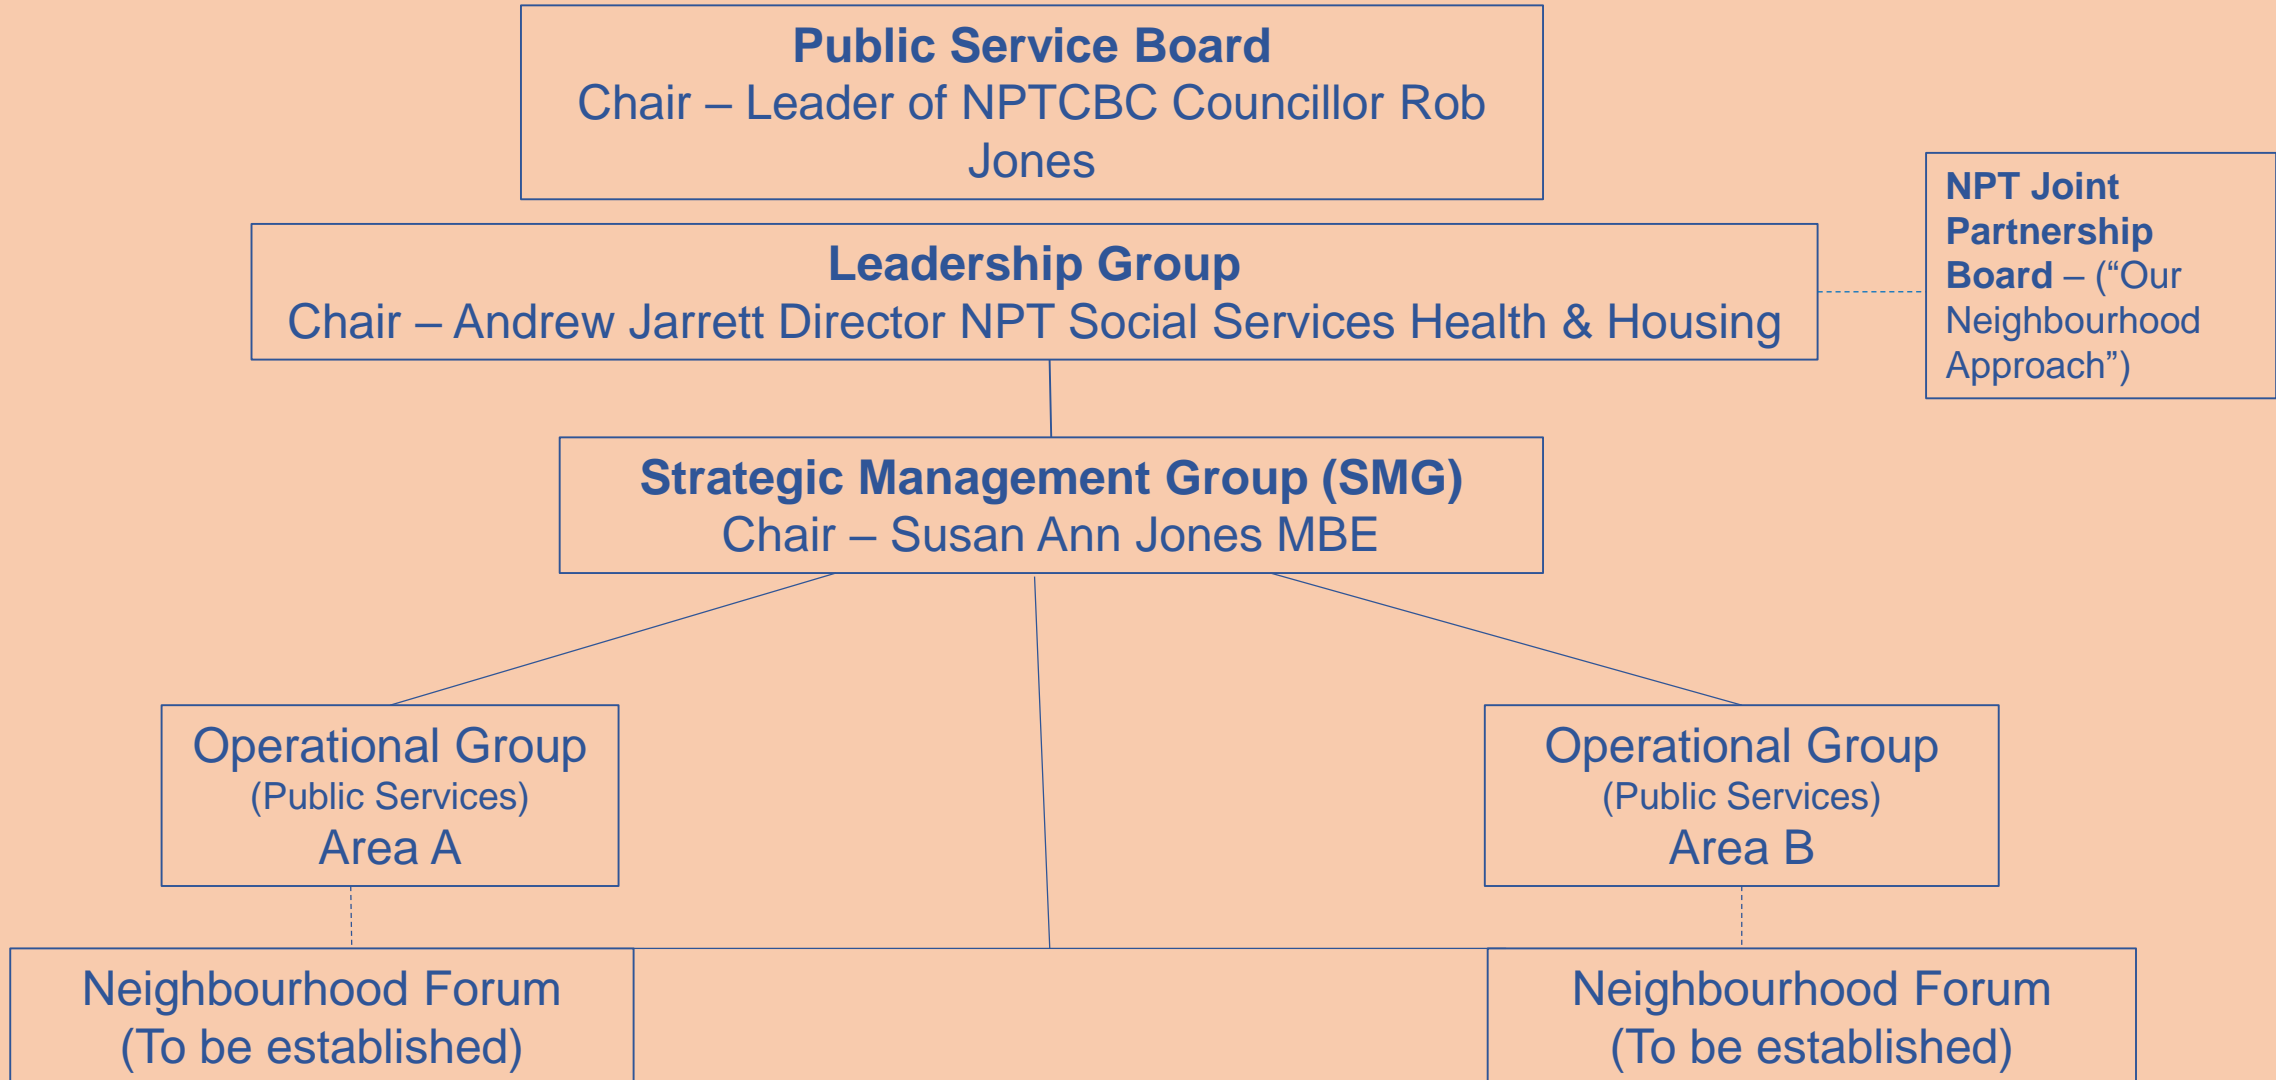 Public Service Board
Chair – Leader of NPTCBC Councillor Rob
Jones
Leadership Group
Chair – Andrew Jarrett Director NPT Social Services Health & Housing
NPT Joint
Partnership
Board – (“Our
Neighbourhood
Approach”)
Strategic Management Group (SMG)
Chair – Susan Ann Jones MBE
Operational Group
(Public Services)
Area A
Operational Group
(Public Services)
Area B
Neighbourhood Forum
(To be established)
Neighbourhood Forum
(To be established)